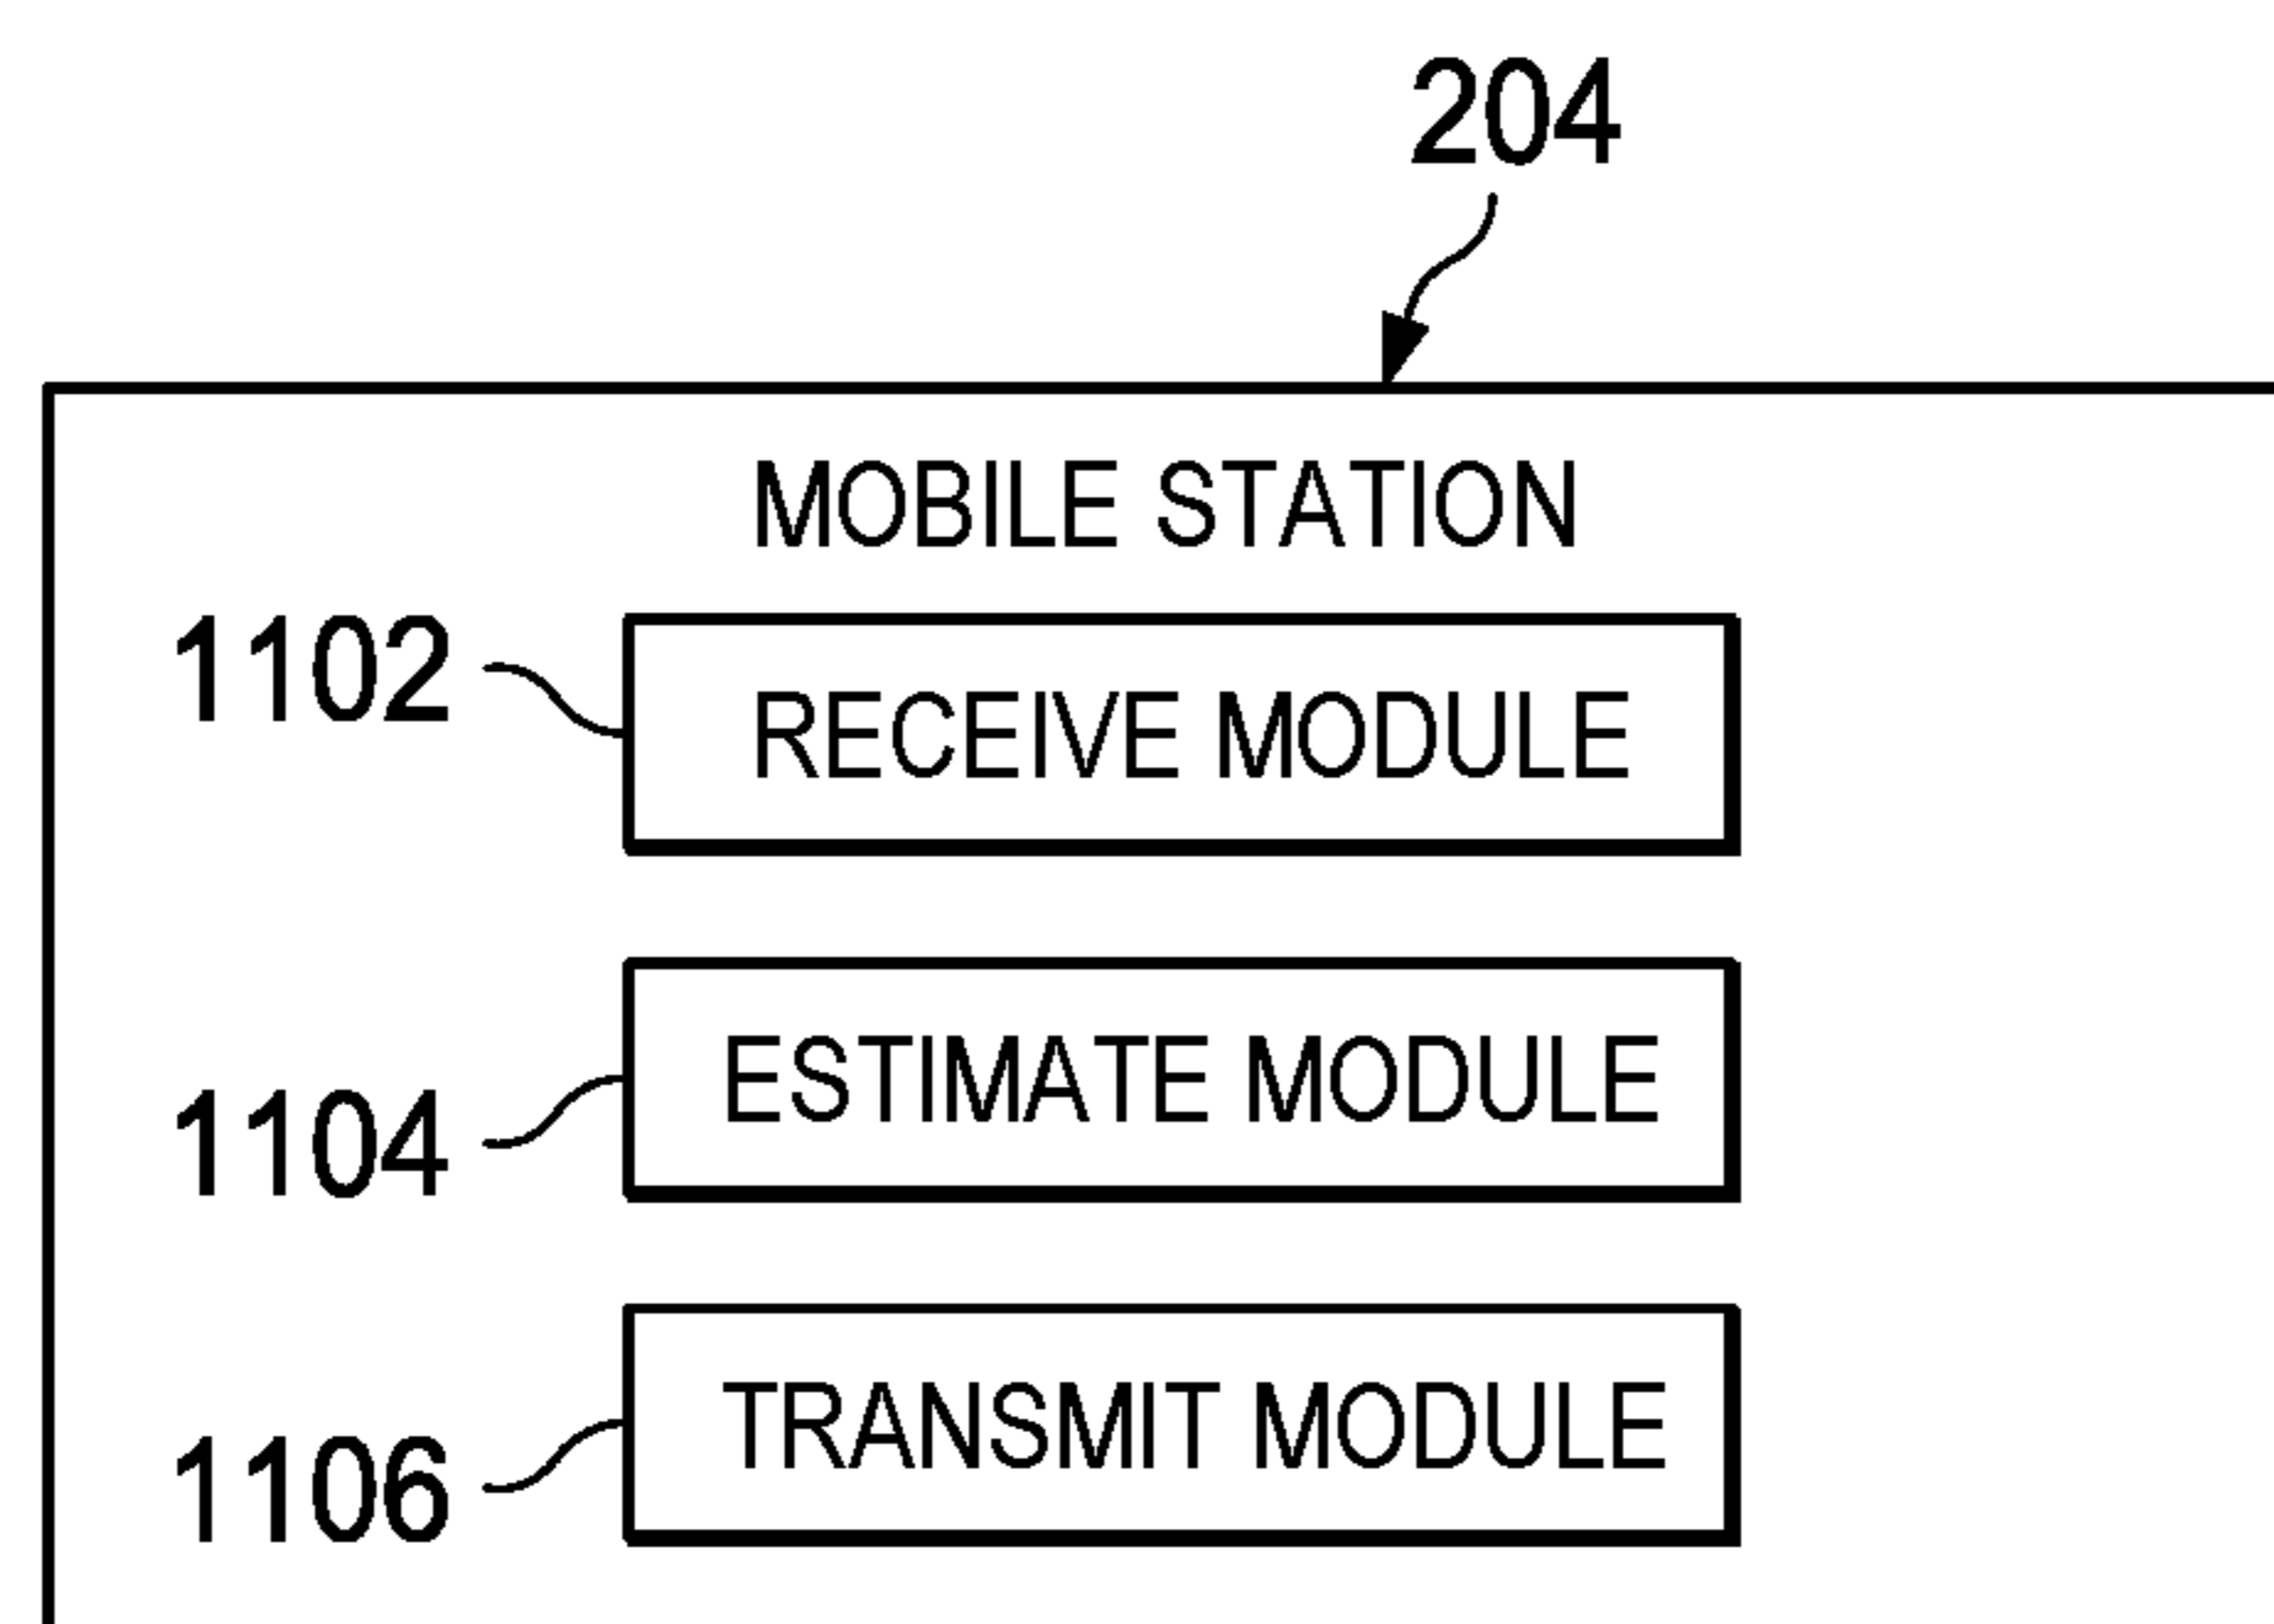 204
MOBILE STATION
1102
RECEIVE MODULE
1104
ESTIMATE MODULE
1106
TRANSMIT MODULE